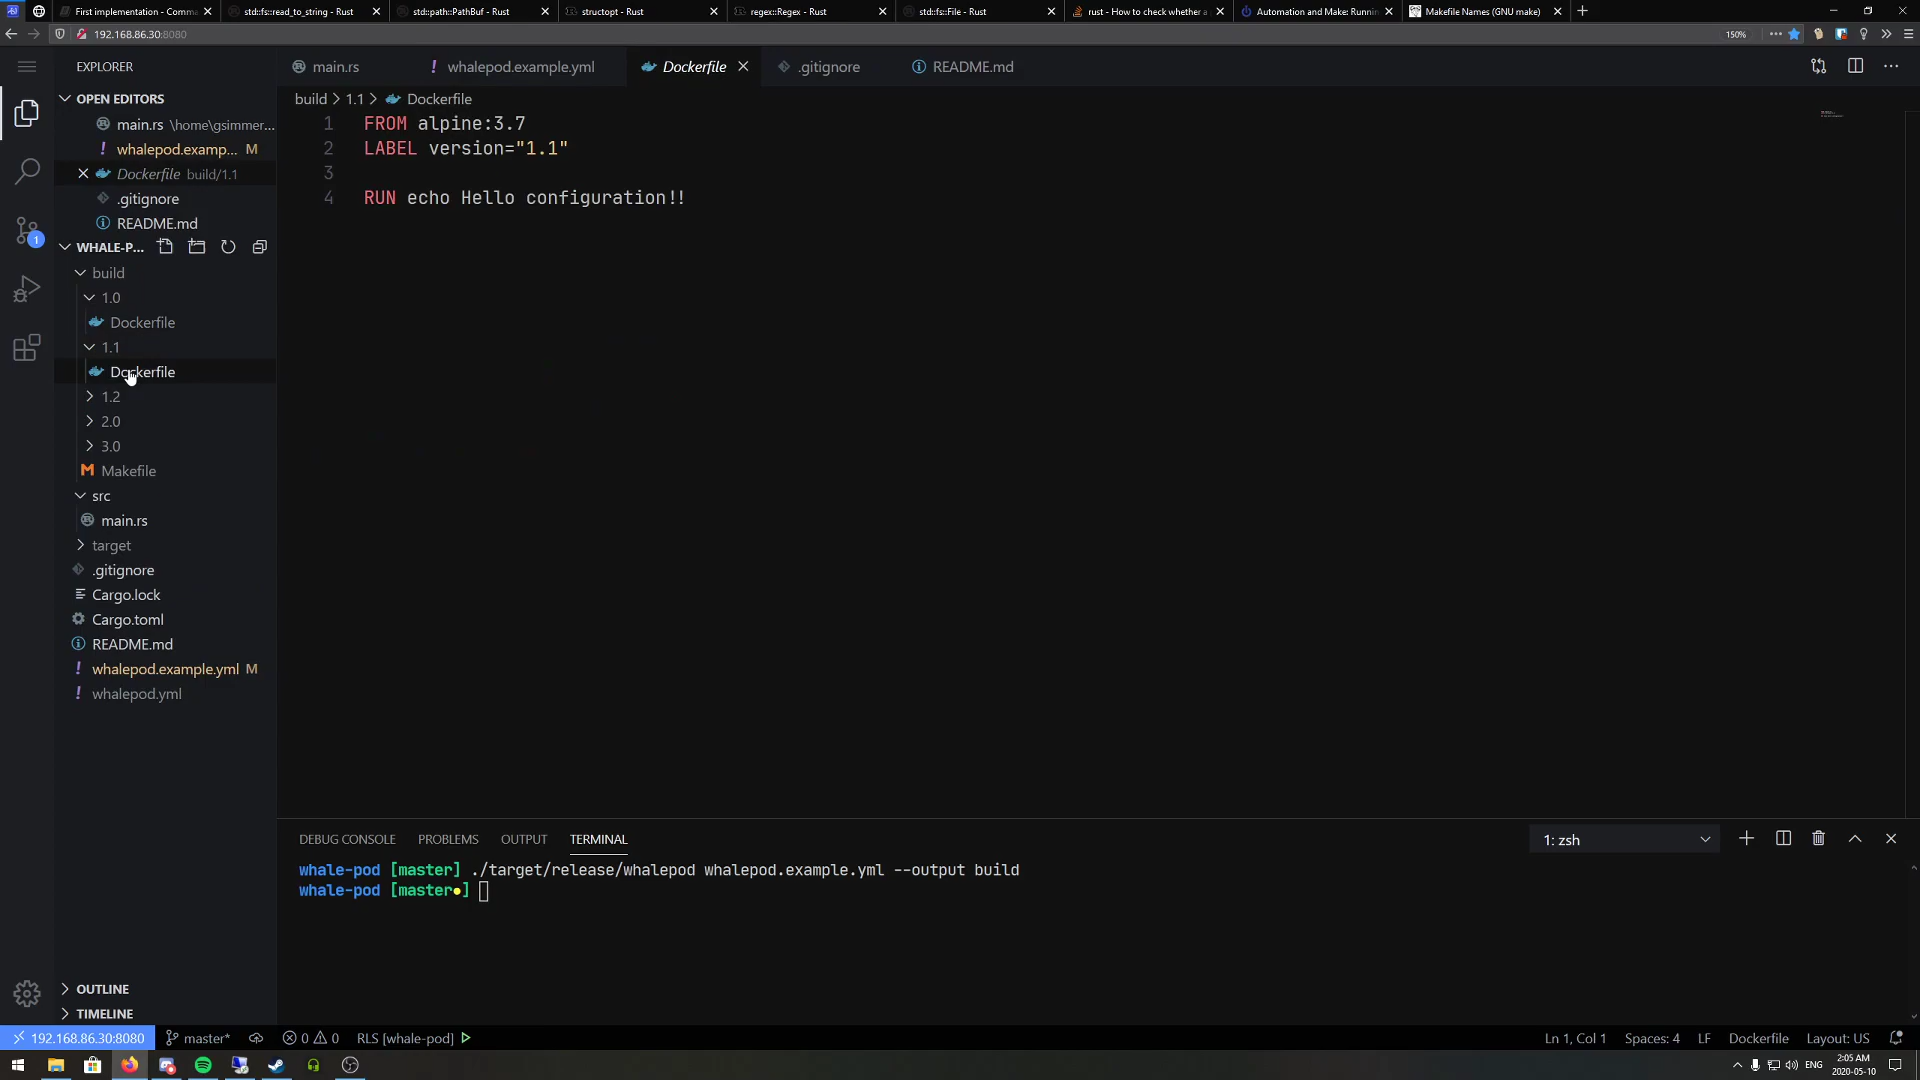 First implementation - Comma
std::fs::read_to_string - Rust
std::path::PathBuf - Rust
structopt - Rust
regex::Regex - Rust
std::fs::File - Rust
rust - How to check whether a
Automation and Make: Runnin
Makefile Names (GNU make)
192.168.86.30:8080
150%
EXPLORER
main.rs
whalepod.example.yml
Dockerfile
.gitignore
README.md
OPEN EDITORS
main.rs \home\gsimmer...
whalepod.examp... M
Dockerfile build/1.1
.gitignore
README.md
WHALE-P...
build
1.0
Dockerfile
1.1
Dockerfile
1.2
2.0
3.0
Makefile
src
main.rs
target
.gitignore
Cargo.lock
Cargo.toml
README.md
whalepod.example.yml M
whalepod.yml
OUTLINE
TIMELINE
build > 1.1 > Dockerfile
1 FROM alpine:3.7
2 LABEL version="1.1"
3
4 RUN echo Hello configuration!!
DEBUG CONSOLE PROBLEMS OUTPUT TERMINAL
1: zsh
whale-pod [master] ./target/release/whalepod whalepod.example.yml --output build
whale-pod [master●]
192.168.86.30:8080 master* 0 0 RLS [whale-pod]
Ln 1, Col 1 Spaces: 4 LF Dockerfile Layout: US
ENG
2:05 AM
2020-05-10
1